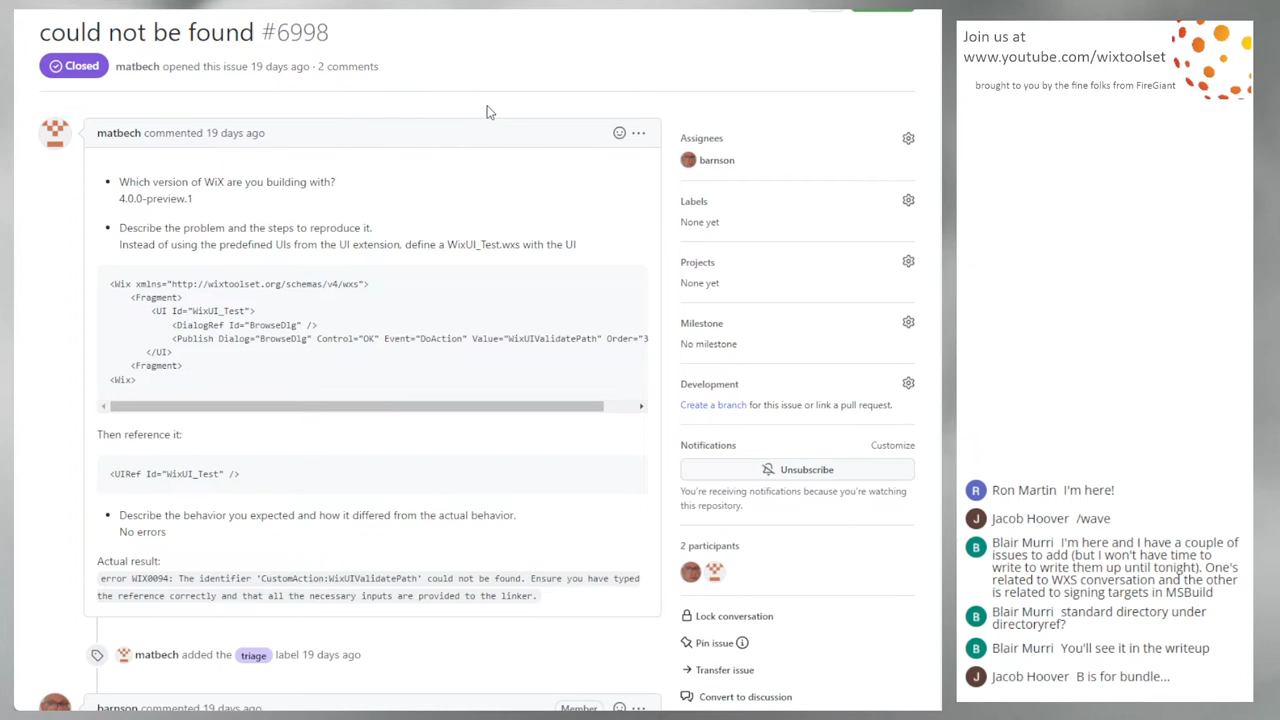 could not be found #6998
Closed matbech opened this issue 19 days ago · 2 comments
matbech commented 19 days ago
• Which version of WiX are you building with?
4.0.0-preview.1
• Describe the problem and the steps to reproduce it.
Instead of using the predefined UIs from the UI extension, define a WixUI_Test.wxs with the UI
<Wix xmlns="http://wixtoolset.org/schemas/v4/wxs">
<Fragment>
<UI Id="WixUI_Test">
<DialogRef Id="BrowseDlg" />
<Publish Dialog="BrowseDlg" Control="OK" Event="DoAction" Value="WixUIValidatePath" Order="3
</UI>
<Fragment>
<Wix>
Then reference it:
<UIRef Id="WixUI_Test" />
• Describe the behavior you expected and how it differed from the actual behavior.
No errors
Actual result:
error WIX0094: The identifier 'CustomAction:WixUIValidatePath' could not be found. Ensure you have typed
the reference correctly and that all the necessary inputs are provided to the linker.
matbech added the triage label 19 days ago
barnson commented 19 days ago Member
Assignees
barnson
Labels
None yet
Projects
None yet
Milestone
No milestone
Development
Create a branch for this issue or link a pull request.
Notifications Customize
Unsubscribe
You're receiving notifications because you're watching
this repository.
2 participants
Lock conversation
Pin issue
Transfer issue
Convert to discussion
Join us at
www.youtube.com/wixtoolset
brought to you by the fine folks from FireGiant
R Ron Martin I'm here!
J Jacob Hoover /wave
B Blair Murri I'm here and I have a couple of
issues to add (but I won't have time to
write to write them up until tonight). One's
related to WXS conversation and the other
is related to signing targets in MSBuild
B Blair Murri standard directory under
directoryref?
B Blair Murri You'll see it in the writeup
J Jacob Hoover B is for bundle...